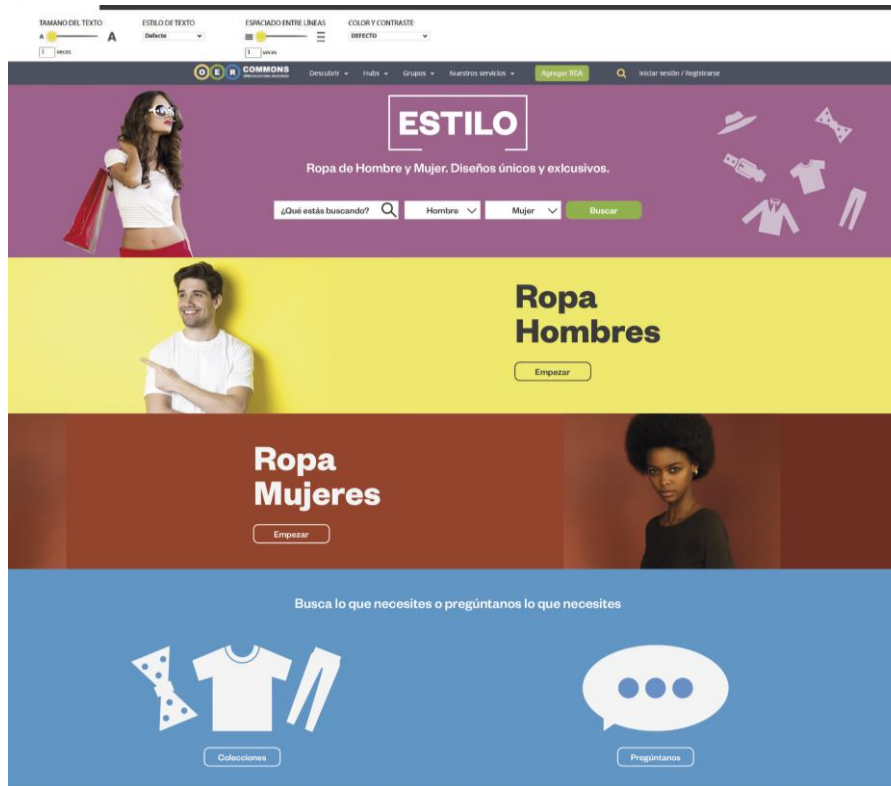 TAMANO DEL TEXTO
ESTILO DE TEXTO
ESPACIADO ENTRE LÍNEAS
COLOR Y CONTRASTE
A A
Defecto
DEFECTO
1 veces
1 veces
OER COMMONS
Descubrir
Hubs
Grupos
Nuestros servicios
Agregar REA
Iniciar sesión / Registrarse
ESTILO
Ropa de Hombre y Mujer. Diseños únicos y exlcusivos.
¿Qué estás buscando?
Hombre
Mujer
Buscar
Ropa
Hombres
Empezar
Ropa
Mujeres
Empezar
Busca lo que necesites o pregúntanos lo que necesites
Colecciones
Pregúntanos